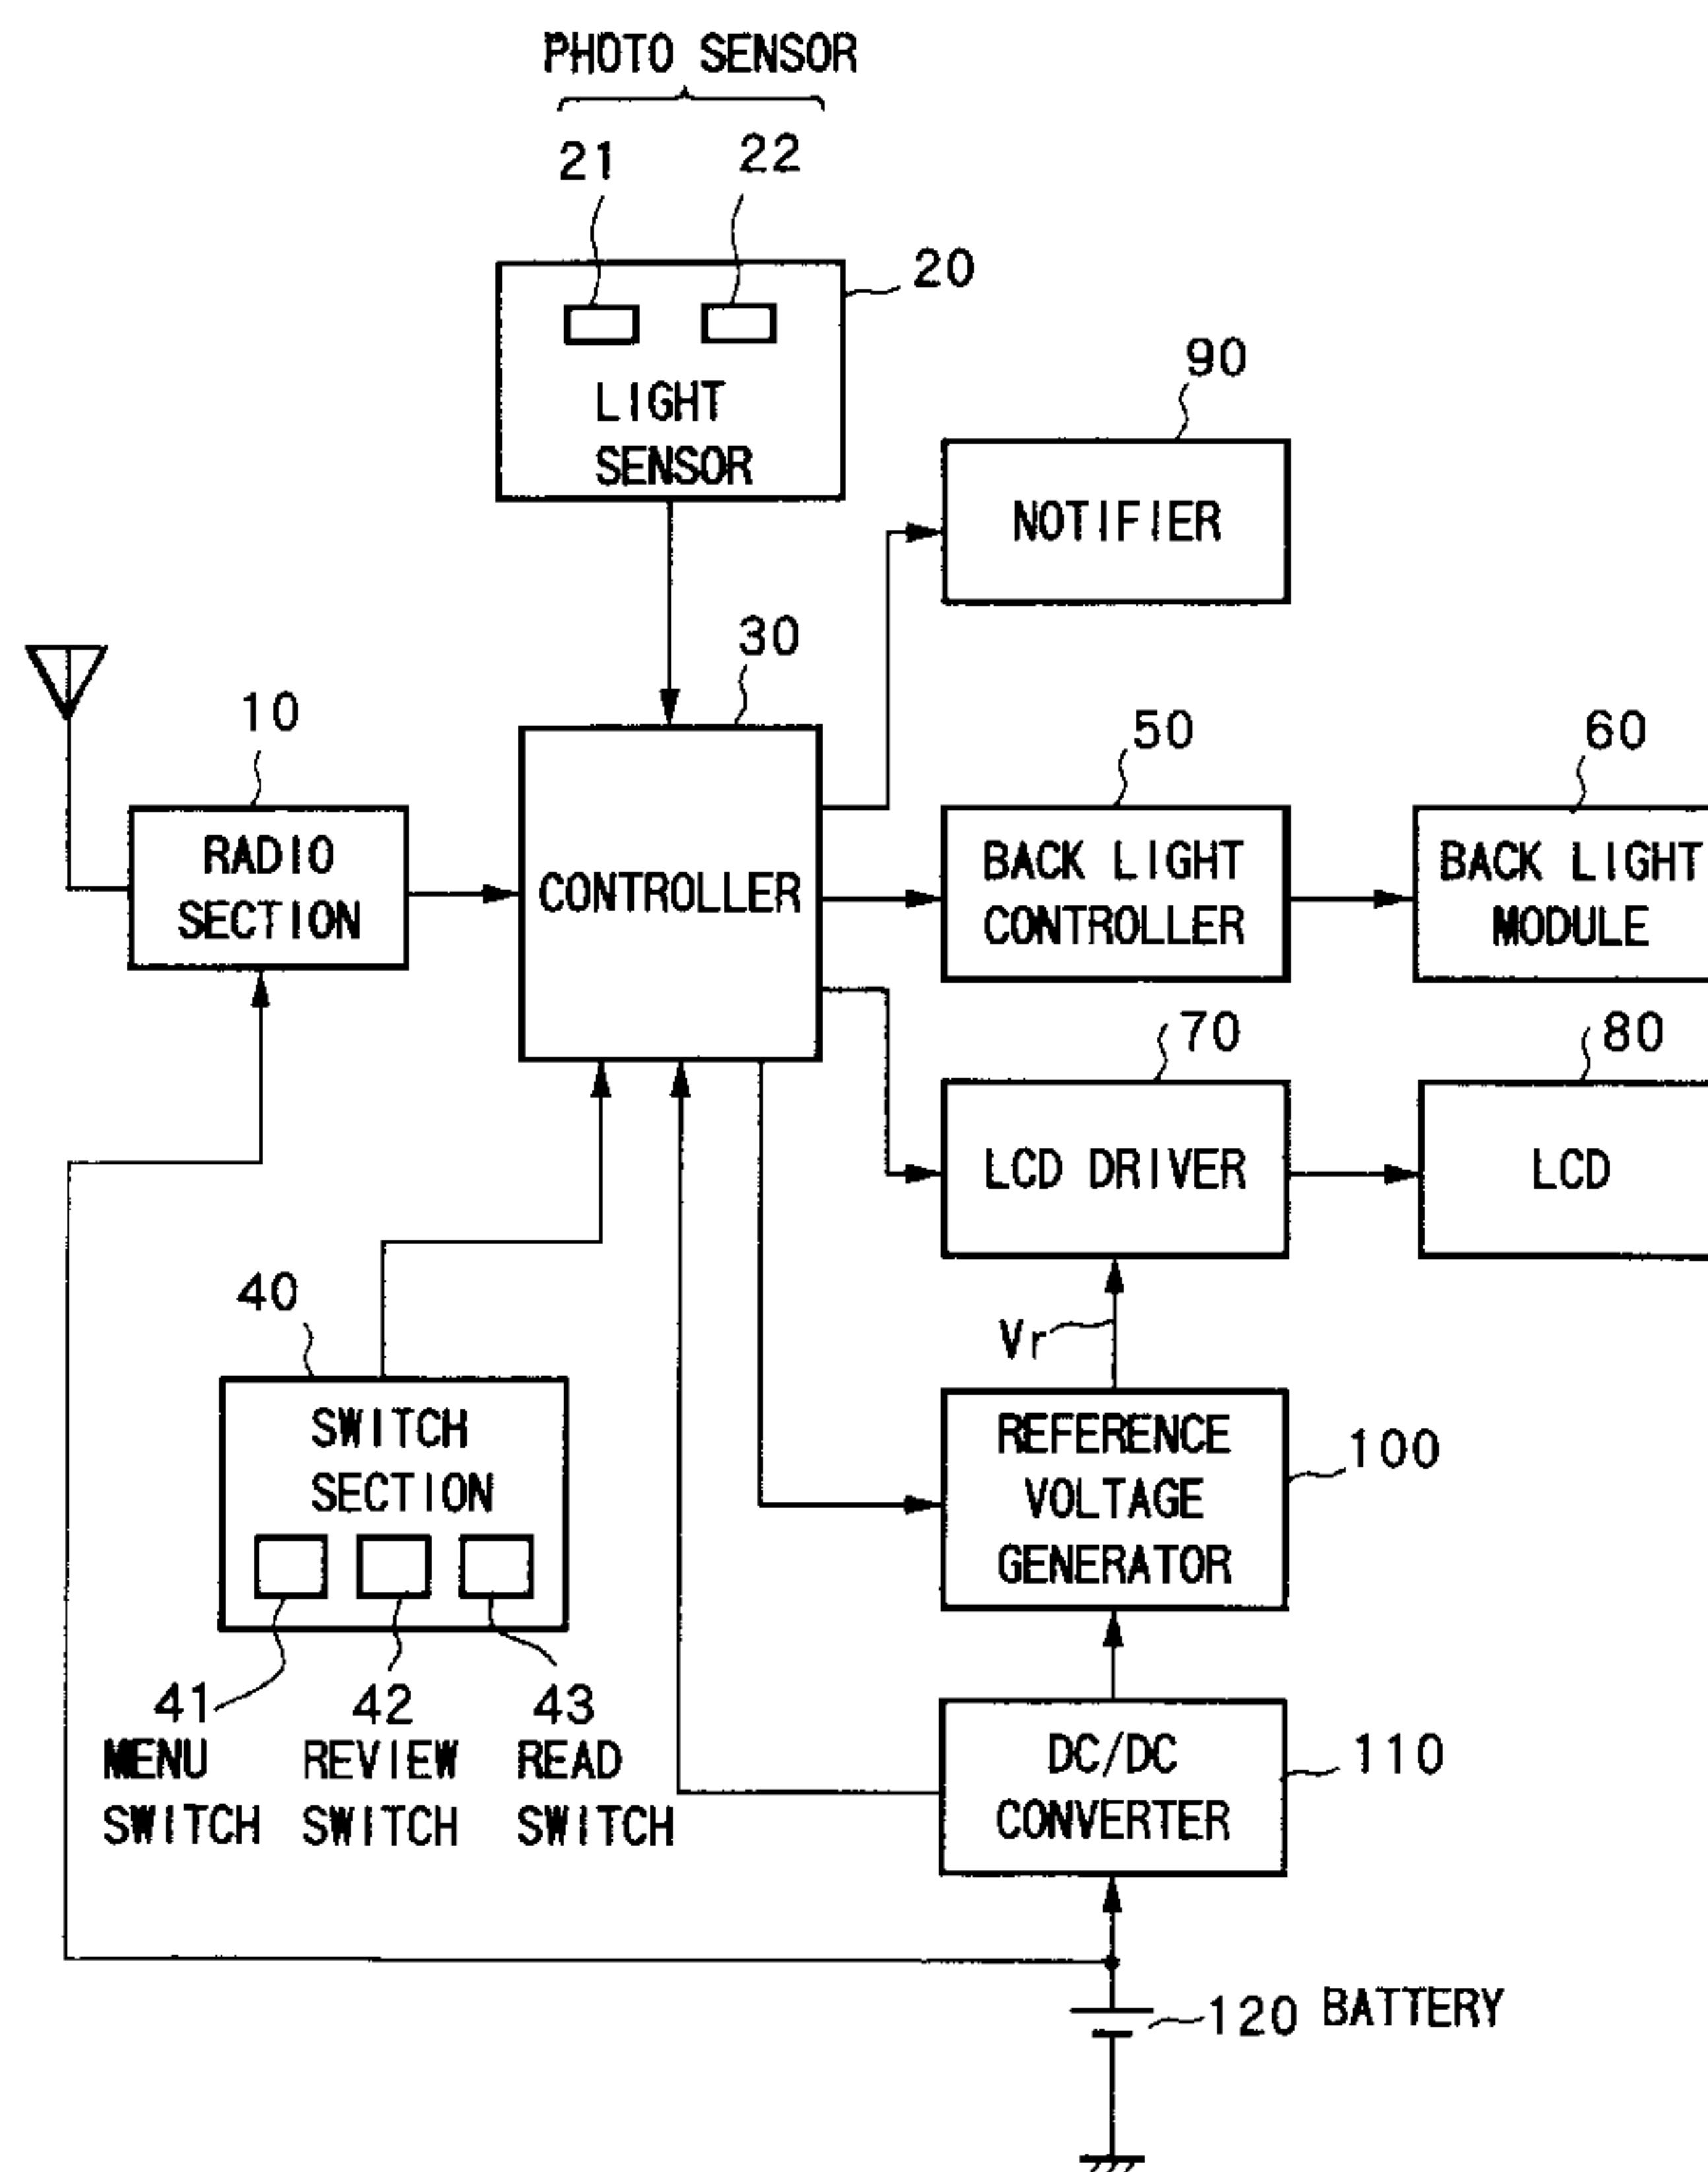 PHOTO SENSOR
21
22
20
LIGHT
SENSOR
90
NOTIFIER
30
10
50
60
RADIO
SECTION
CONTROLLER
BACK LIGHT
CONTROLLER
BACK LIGHT
MODULE
70
80
LCD DRIVER
LCD
40
Vr
SWITCH
SECTION
REFERENCE
VOLTAGE
GENERATOR
100
41
MENU
SWITCH
42
REVIEW
SWITCH
43
READ
SWITCH
DC/DC
CONVERTER
110
120 BATTERY